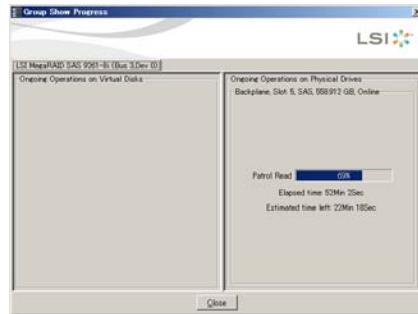 Group Show Progress
LSI
LSI MegaRAID SAS 9261-8i (Bus 3,Dev 0)
Ongoing Operations on Virtual Disks
Ongoing Operations on Physical Drives
Backplane, Slot 5, SAS, 558.912 GB, Online
Patrol Read
69%
Elapsed time: 52Min 2Sec
Estimated time left: 22Min 18Sec
Close